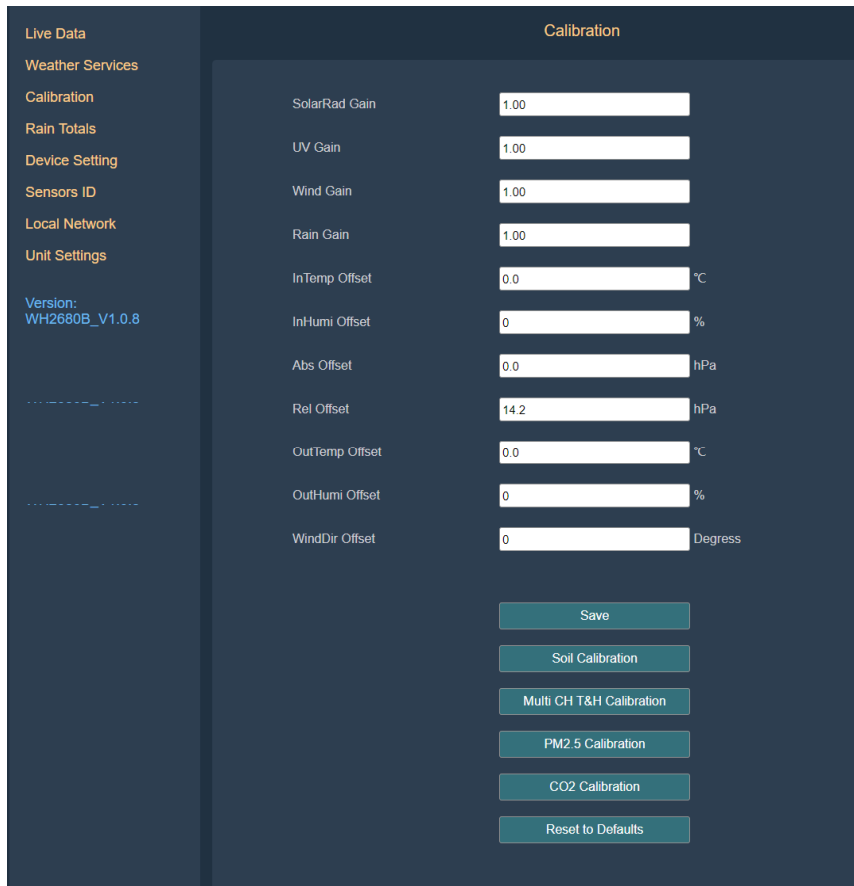 Live Data
Weather Services
Calibration
Rain Totals
Device Setting
Sensors ID
Local Network
Unit Settings
Version:
WH2680B_V1.0.8
Calibration
SolarRad Gain 1.00
UV Gain 1.00
Wind Gain 1.00
Rain Gain 1.00
InTemp Offset 0.0 ℃
InHumi Offset 0 %
Abs Offset 0.0 hPa
Rel Offset 14.2 hPa
OutTemp Offset 0.0 ℃
OutHumi Offset 0 %
WindDir Offset 0 Degress
Save
Soil Calibration
Multi CH T&H Calibration
PM2.5 Calibration
CO2 Calibration
Reset to Defaults